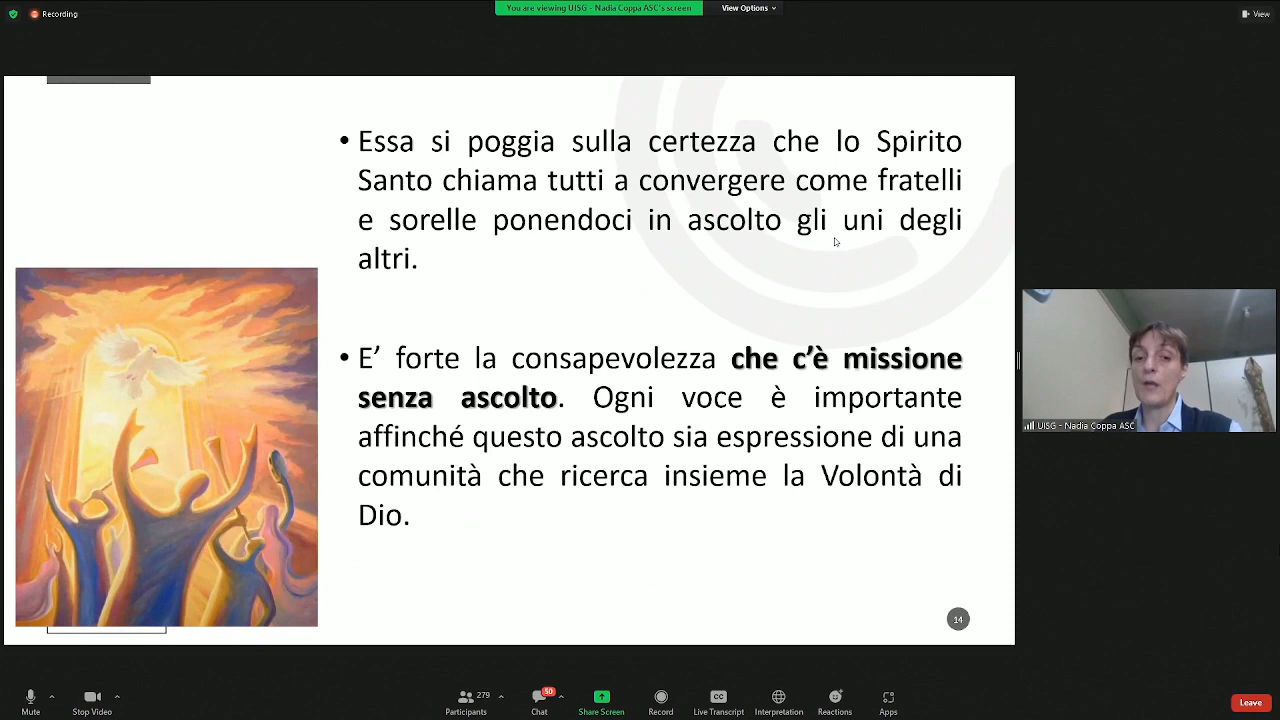 Recording
You are viewing UISG - Nadia Coppa ASC's screen
View Options
View
• Essa si poggia sulla certezza che lo Spirito
Santo chiama tutti a convergere come fratelli
e sorelle ponendoci in ascolto gli uni degli
altri.
• E’ forte la consapevolezza che c’è missione
senza ascolto. Ogni voce è importante
affinché questo ascolto sia espressione di una
comunità che ricerca insieme la Volontà di
Dio.
14
UISG - Nadia Coppa ASC
Mute
Stop Video
279
Participants
50
Chat
Share Screen
Record
CC
Live Transcript
Interpretation
Reactions
Apps
Leave